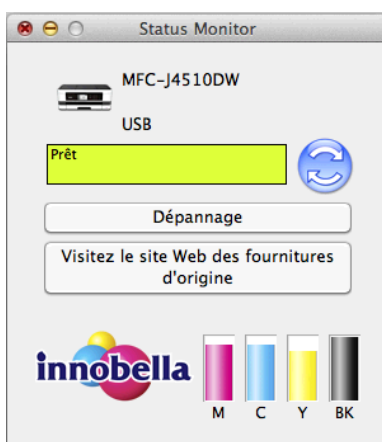 Status Monitor
MFC-J4510DW
USB
Prêt
Dépannage
Visitez le site Web des fournitures
d'origine
innobella
M C Y BK